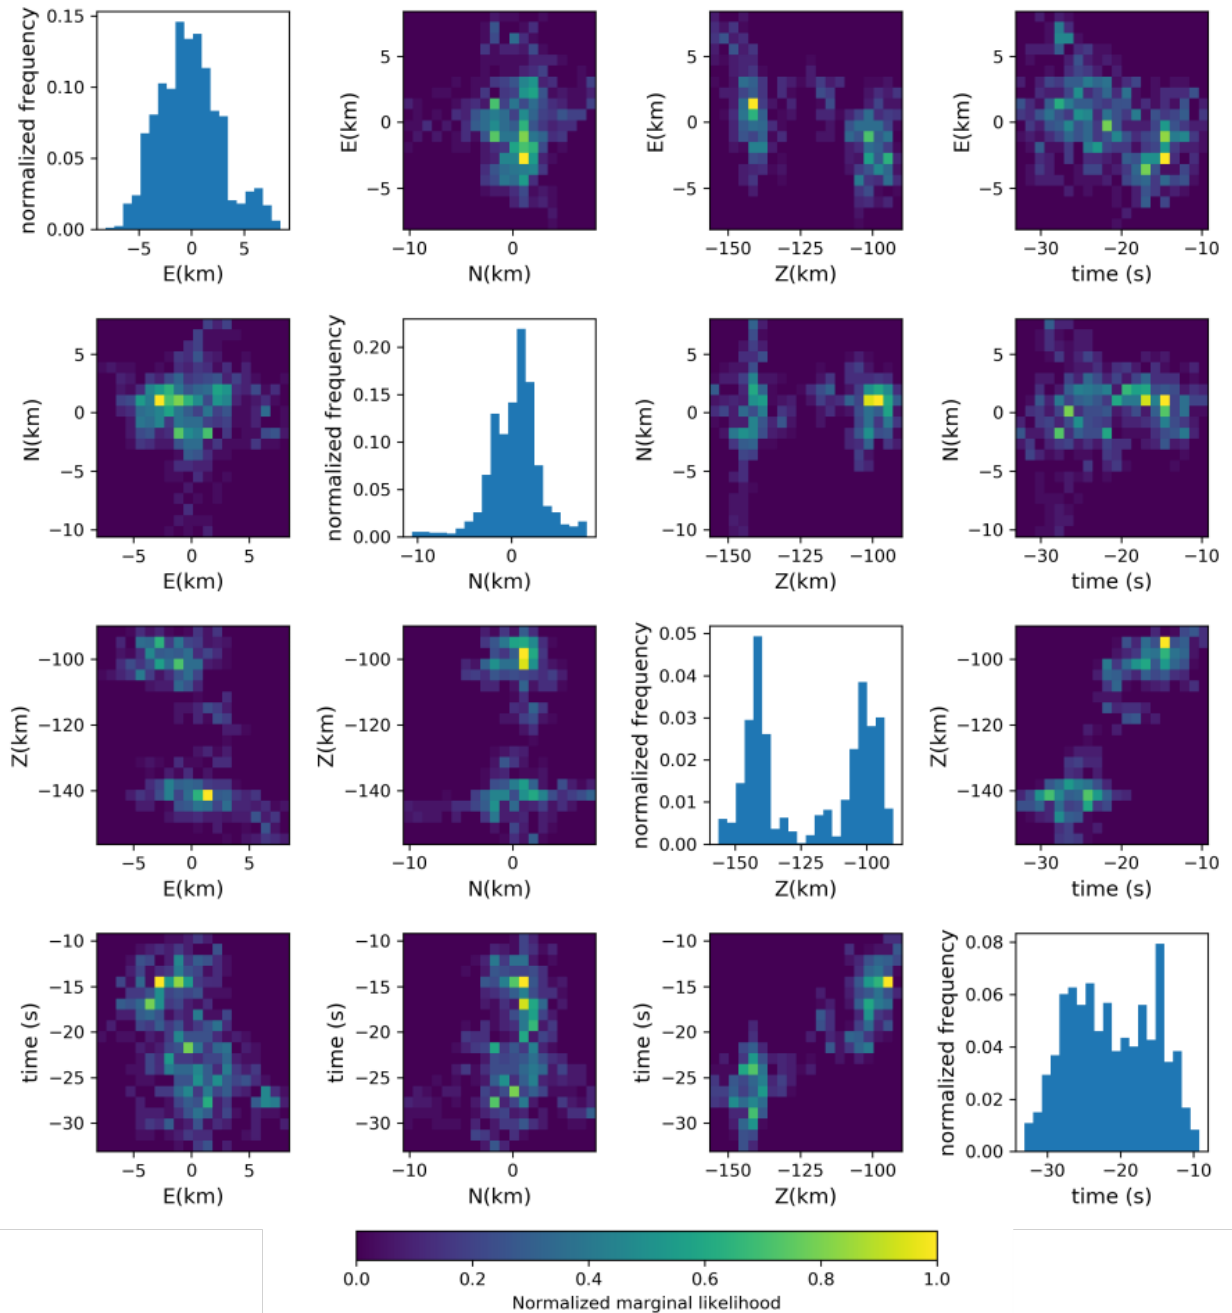 0.15
0.10
0.05
0.00
normalized frequency
−5 0 5
E(km)
5
0
−5
E(km)
−10 0
N(km)
5
0
−5
E(km)
−150 −125 −100
Z(km)
5
0
−5
E(km)
−30 −20 −10
time (s)
5
0
−5
−10
N(km)
−5 0 5
E(km)
0.20
0.15
0.10
0.05
0.00
normalized frequency
−10 0
N(km)
5
0
−5
−10
N(km)
−150 −125 −100
Z(km)
5
0
−5
−10
N(km)
−30 −20 −10
time (s)
−100
−120
−140
Z(km)
−5 0 5
E(km)
−100
−120
−140
Z(km)
−10 0
N(km)
0.05
0.04
0.03
0.02
0.01
0.00
normalized frequency
−150 −125 −100
Z(km)
−100
−120
−140
Z(km)
−30 −20 −10
time (s)
−10
−15
−20
−25
−30
time (s)
−5 0 5
E(km)
−10
−15
−20
−25
−30
time (s)
−10 0
N(km)
−10
−15
−20
−25
−30
time (s)
−150 −125 −100
Z(km)
0.08
0.06
0.04
0.02
0.00
normalized frequency
−30 −20 −10
time (s)
0.0 0.2 0.4 0.6 0.8 1.0
Normalized marginal likelihood